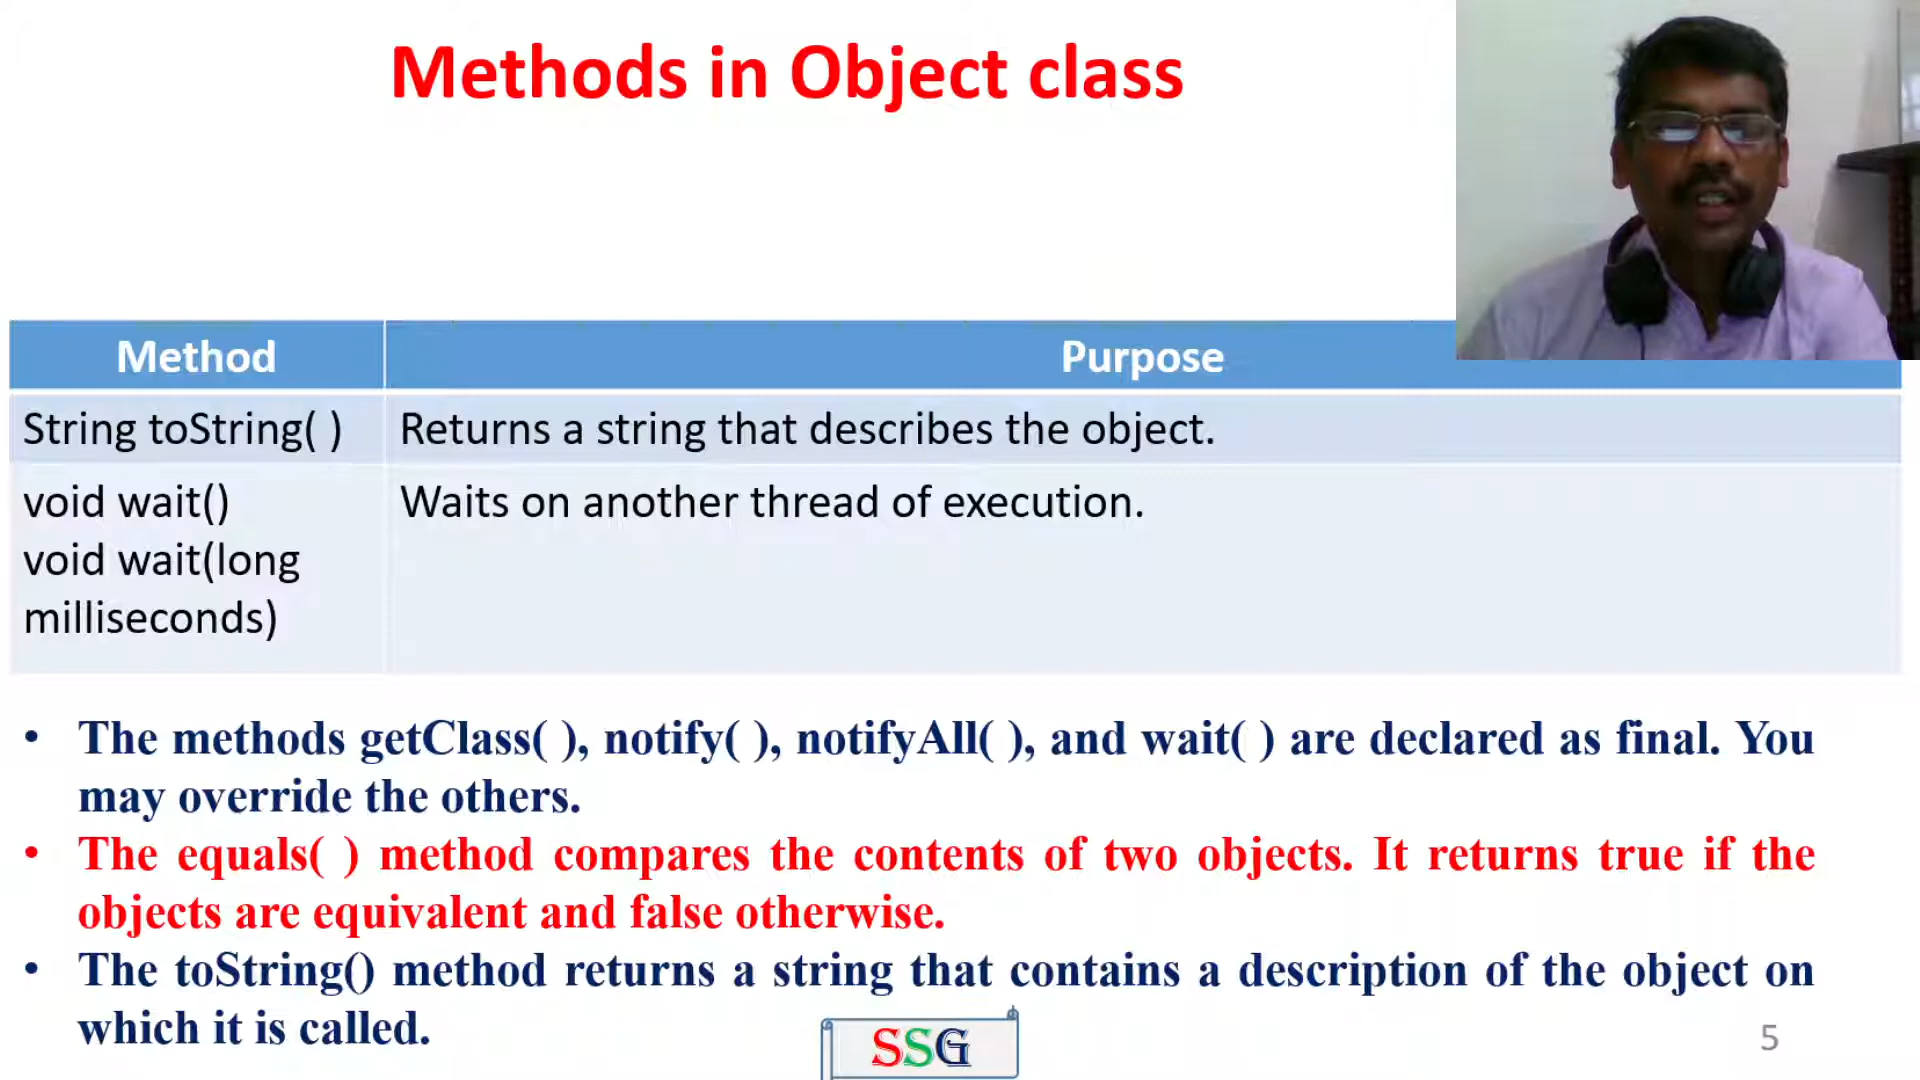 Methods in Object class
Method Purpose
String toString( ) Returns a string that describes the object.
void wait() Waits on another thread of execution.
void wait(long
milliseconds)
• The methods getClass( ), notify( ), notifyAll( ), and wait( ) are declared as final. You
may override the others.
• The equals( ) method compares the contents of two objects. It returns true if the
objects are equivalent and false otherwise.
• The toString() method returns a string that contains a description of the object on
which it is called.
SSG
5